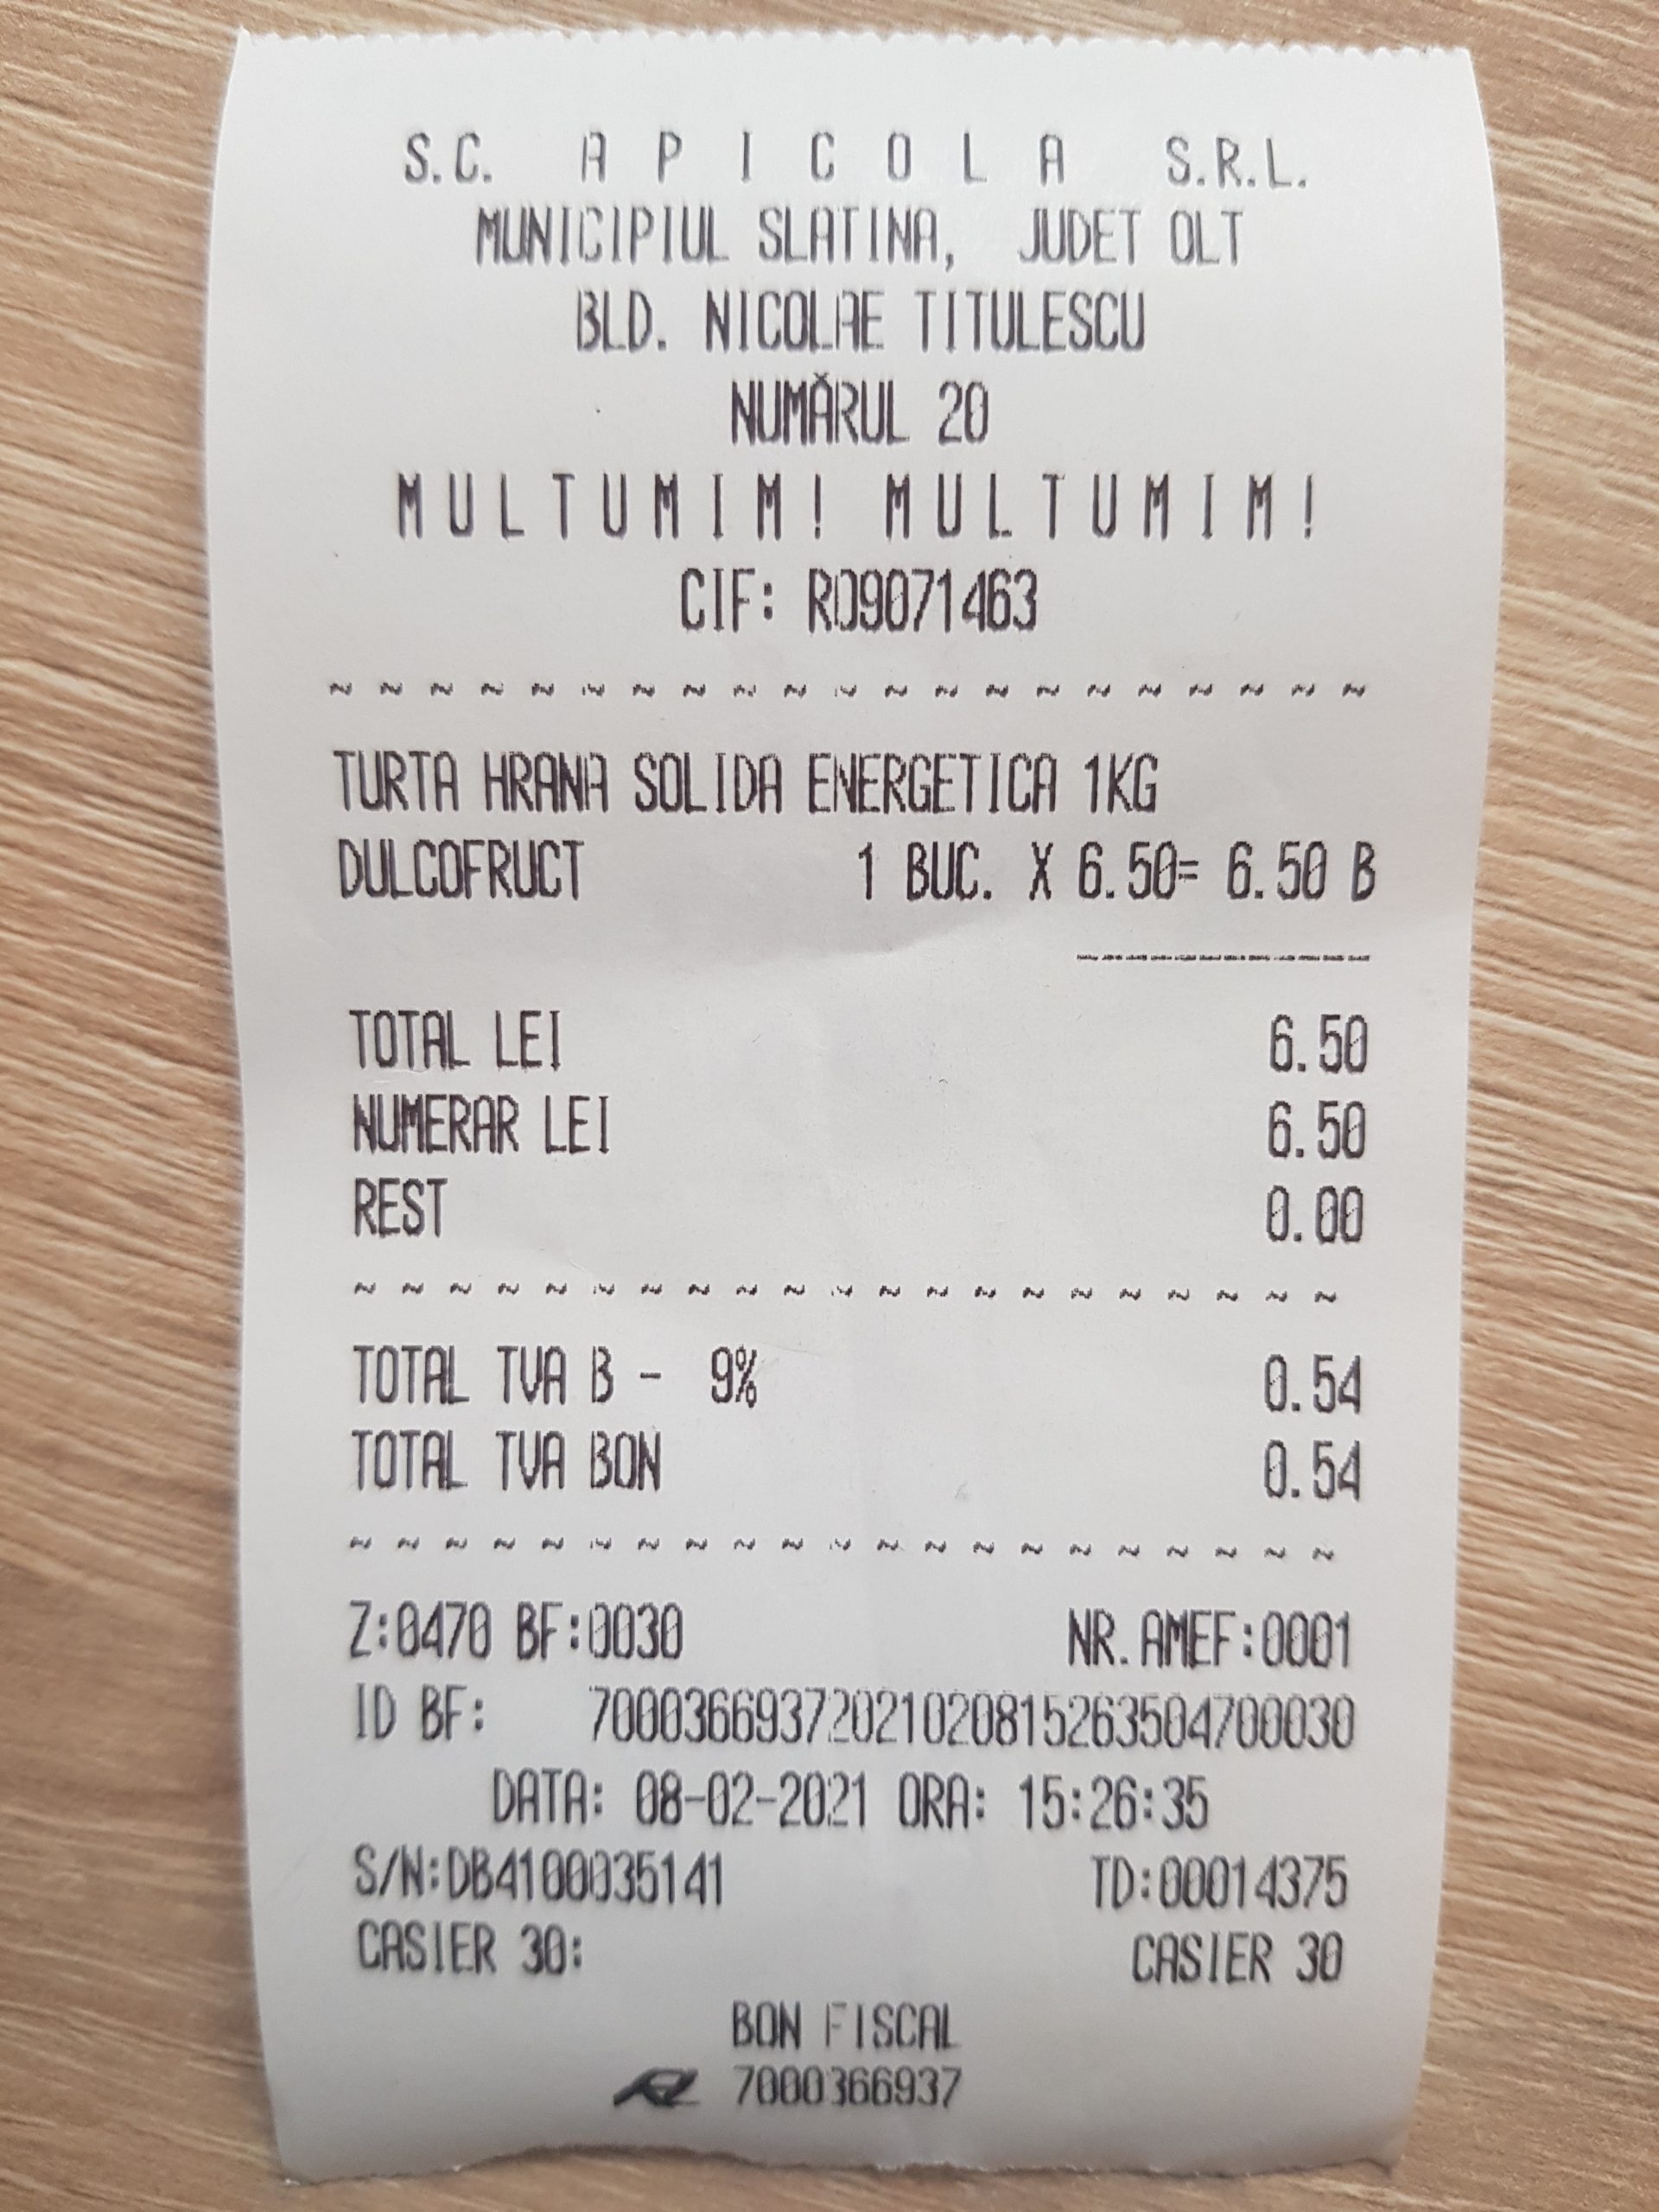 S.C. A P I C O L A S.R.L.
MUNICIPIUL SLATINA, JUDET OLT
BLD. NICOLAE TITULESCU
NUMĂRUL 20
M U L T U M I M ! M U L T U M I M !
CIF: RO9071463
~ ~ ~ ~ ~ ~ ~ ~ ~ ~ ~ ~ ~ ~ ~ ~ ~ ~ ~ ~ ~
TURTA HRANA SOLIDA ENERGETICA 1KG
DULCOFRUCT 1 BUC. X 6.50= 6.50 B
TOTAL LEI 6.50
NUMERAR LEI 6.50
REST 0.00
~ ~ ~ ~ ~ ~ ~ ~ ~ ~ ~ ~ ~ ~ ~ ~ ~ ~ ~ ~ ~
TOTAL TVA B - 9% 0.54
TOTAL TVA BON 0.54
~ ~ ~ ~ ~ ~ ~ ~ ~ ~ ~ ~ ~ ~ ~ ~ ~ ~ ~ ~ ~
Z:0470 BF:0030 NR.AMEF:0001
ID BF: 70003669372021020815263504700030
DATA: 08-02-2021 ORA: 15:26:35
S/N:DB4100035141 TD:00014375
CASIER 30: CASIER 30
BON FISCAL
7000366937